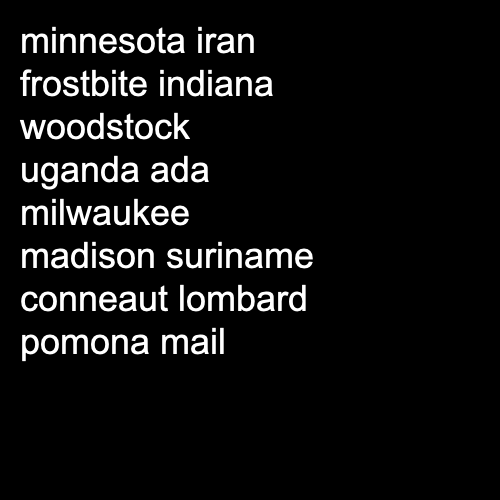 minnesota iran
frostbite indiana
woodstock
uganda ada
milwaukee
madison suriname
conneaut lombard
pomona mail